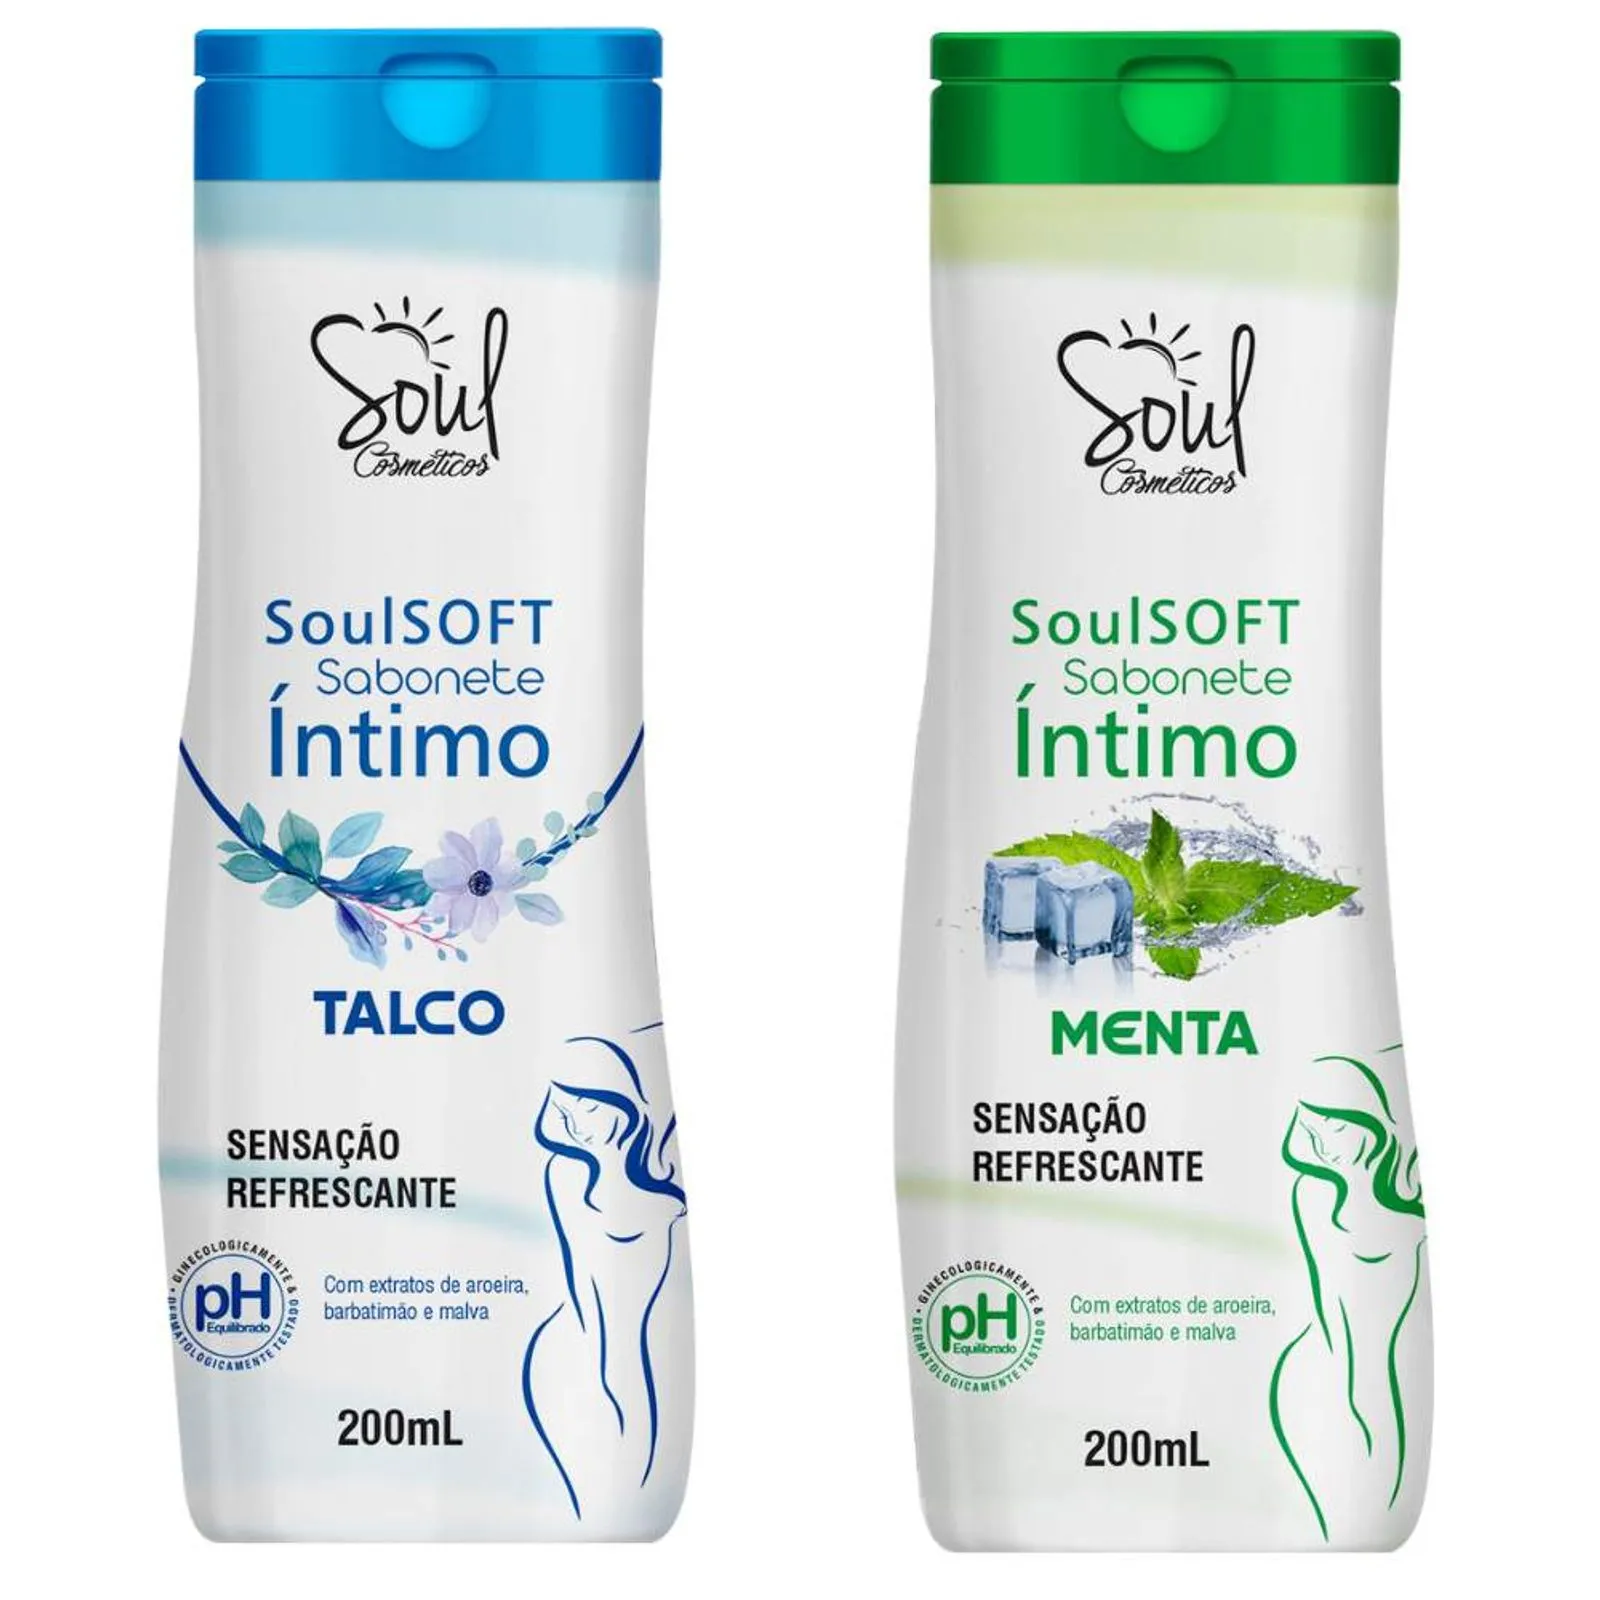 Soul
Cosméticos
SoulSOFT
Sabonete
Íntimo
TALCO
SENSAÇÃO
REFRESCANTE
GINECOLOGICAMENTE & DERMATOLOGICAMENTE TESTADO
pH
Equilibrado
Com extratos de aroeira,
barbatimão e malva
200mL
Soul
Cosméticos
SoulSOFT
Sabonete
Íntimo
MENTA
SENSAÇÃO
REFRESCANTE
GINECOLOGICAMENTE & DERMATOLOGICAMENTE TESTADO
pH
Equilibrado
Com extratos de aroeira,
barbatimão e malva
200mL